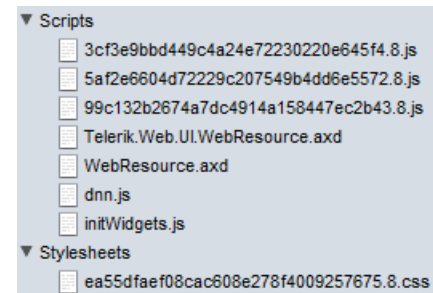 Scripts
3cf3e9bbd449c4a24e72230220e645f4.8.js
5af2e6604d72229c207549b4dd6e5572.8.js
99c132b2674a7dc4914a158447ec2b43.8.js
Telerik.Web.UI.WebResource.axd
WebResource.axd
dnn.js
initWidgets.js
Stylesheets
ea55dfaef08cac608e278f4009257675.8.css